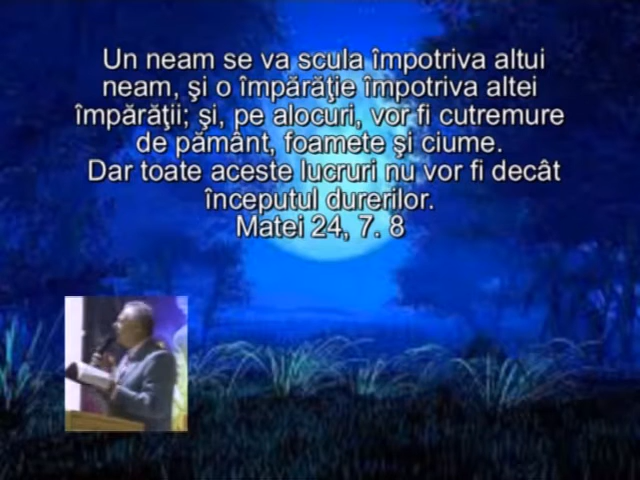 Un neam se va scula împotriva altui
neam, şi o împărăţie împotriva altei
împărăţii; şi, pe alocuri, vor fi cutremure
de pământ, foamete şi ciume.
Dar toate aceste lucruri nu vor fi decât
începutul durerilor.
Matei 24, 7. 8